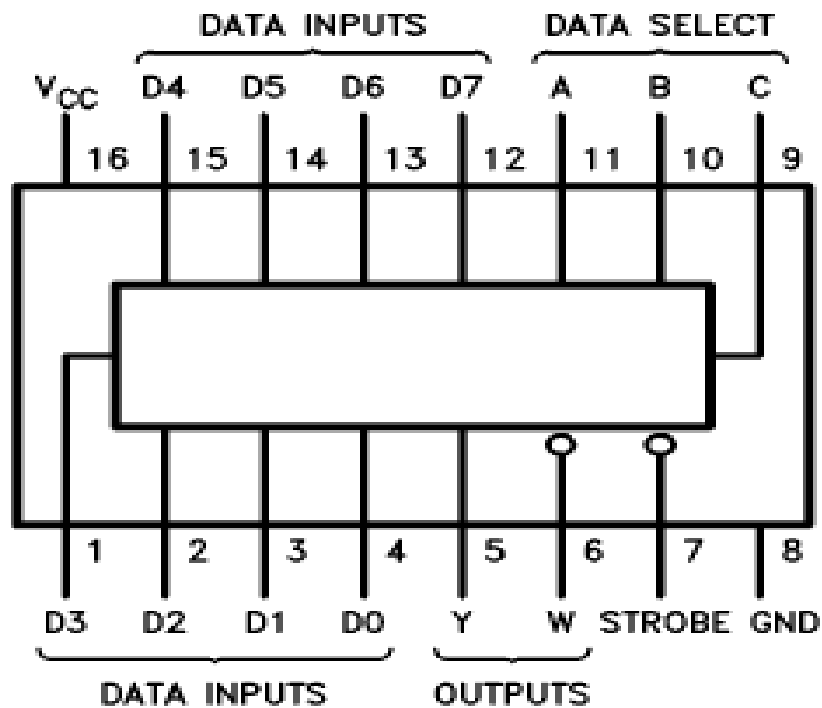 DATA INPUTS DATA SELECT
VCC D4 D5 D6 D7 A B C
16 15 14 13 12 11 10 9
1 2 3 4 5 6 7 8
D3 D2 D1 D0 Y W STROBE GND
DATA INPUTS OUTPUTS